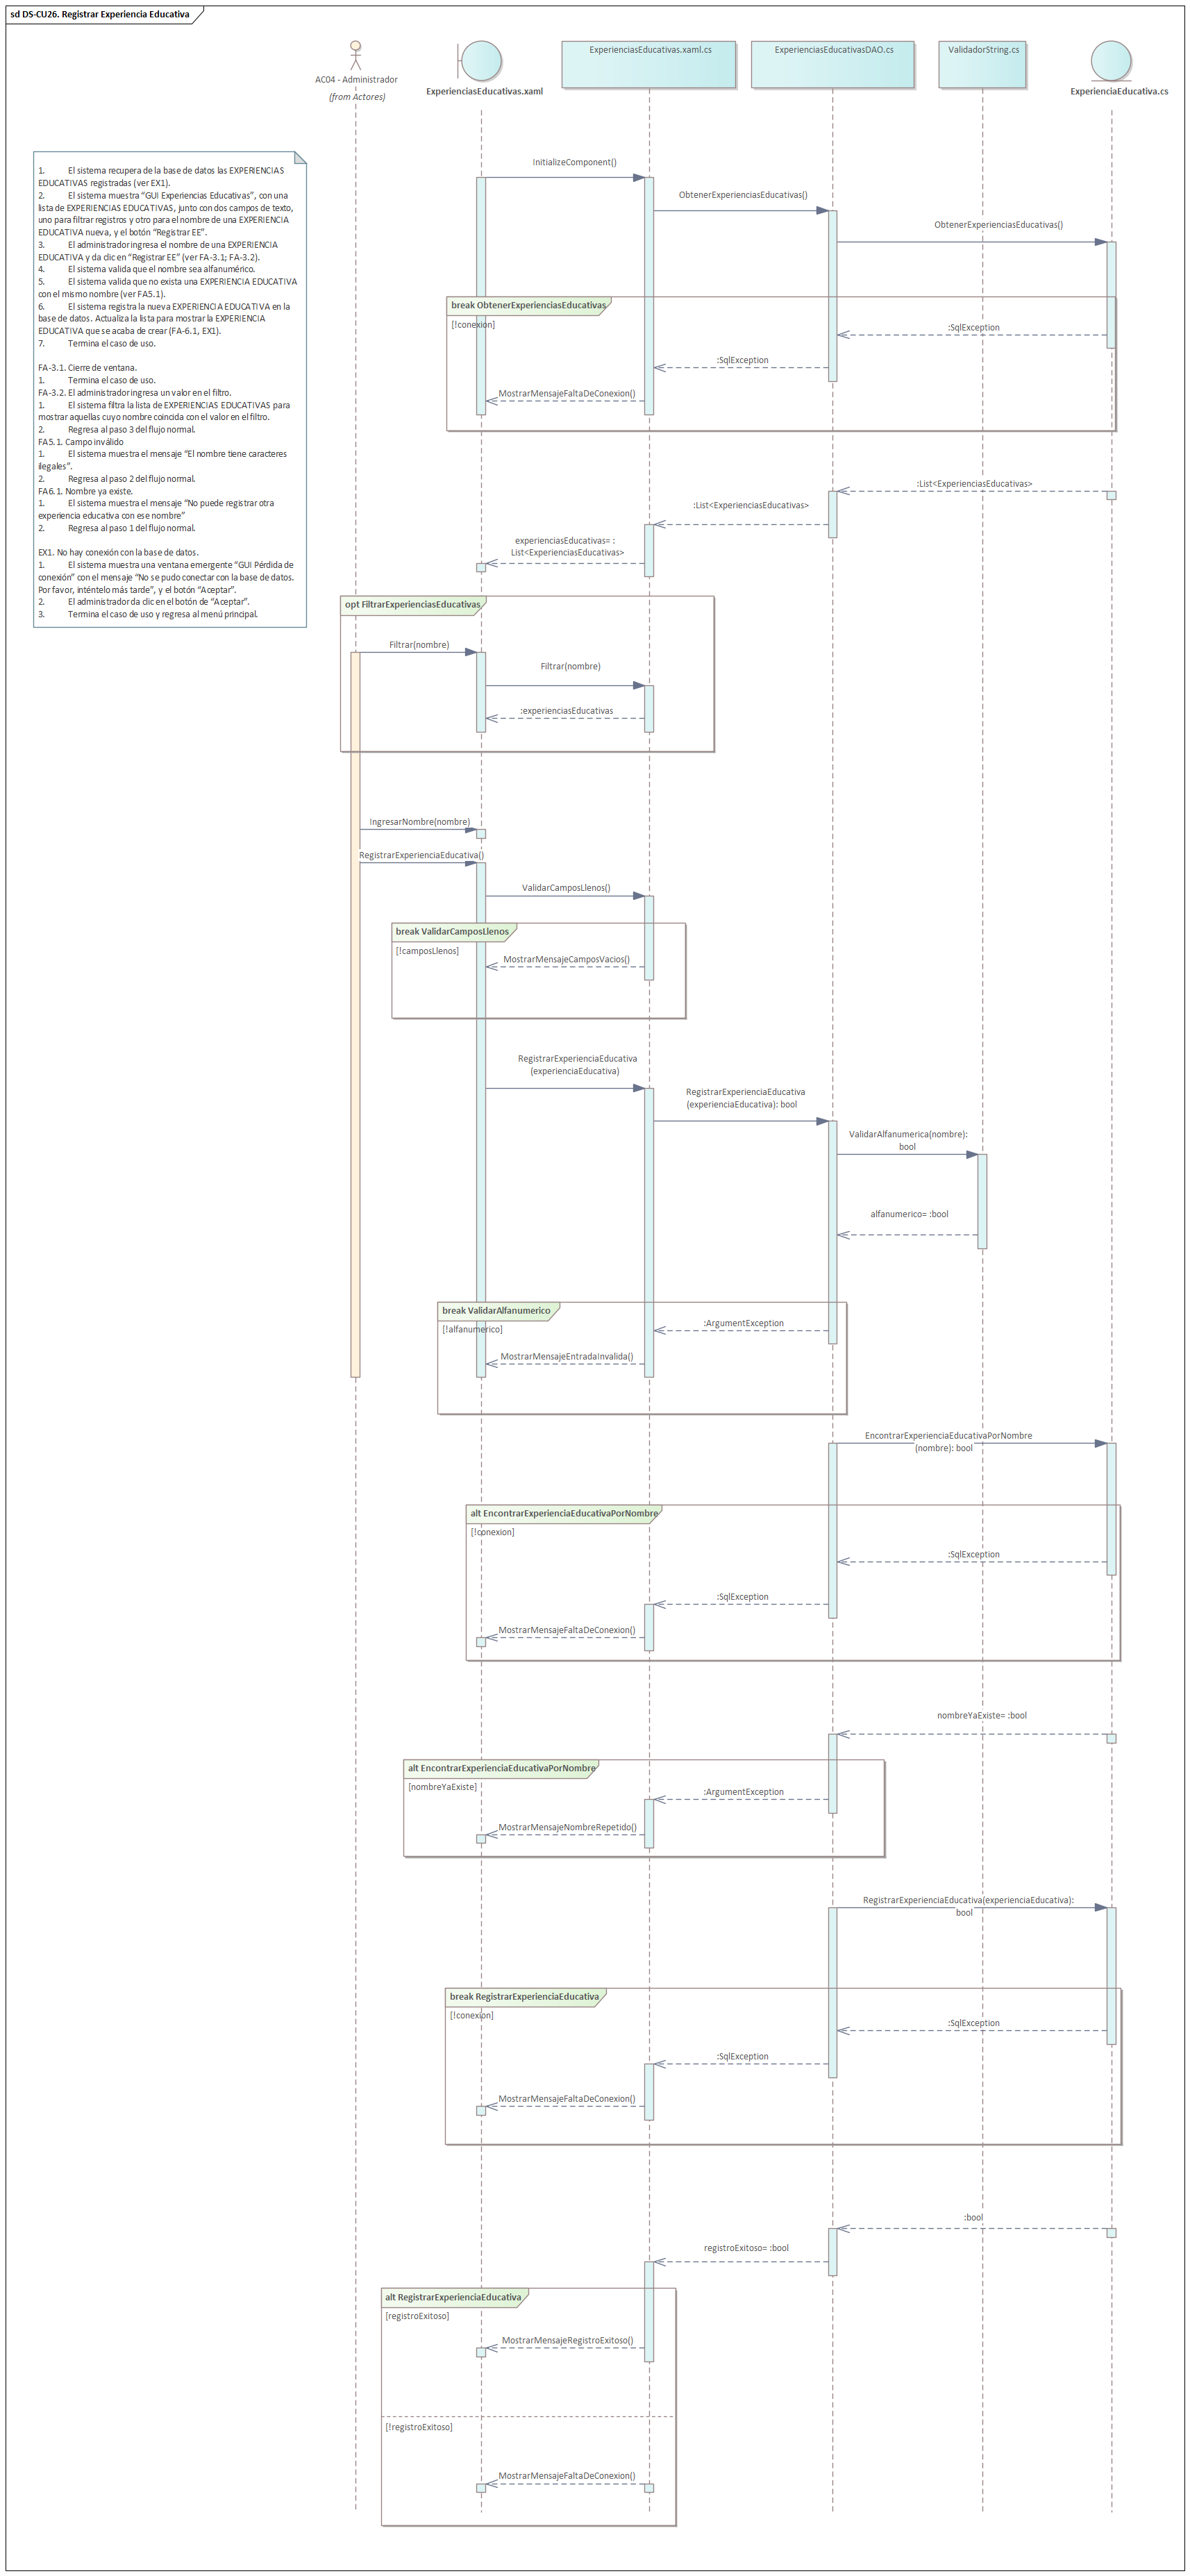 sd DS-CU26. Registrar Experiencia Educativa
AC04 - Administrador
(from Actores)
ExperienciasEducativas.xaml
ExperienciasEducativas.xaml.cs
ExperienciasEducativasDAO.cs
ValidadorString.cs
ExperienciaEducativa.cs
1. El sistema recupera de la base de datos las EXPERIENCIAS
EDUCATIVAS registradas (ver EX1).
2. El sistema muestra “GUI Experiencias Educativas”, con una
lista de EXPERIENCIAS EDUCATIVAS, junto con dos campos de texto,
uno para filtrar registros y otro para el nombre de una EXPERIENCIA
EDUCATIVA nueva, y el botón “Registrar EE”.
3. El administrador ingresa el nombre de una EXPERIENCIA
EDUCATIVA y da clic en “Registrar EE” (ver FA-3.1; FA-3.2).
4. El sistema valida que el nombre sea alfanumérico.
5. El sistema valida que no exista una EXPERIENCIA EDUCATIVA
con el mismo nombre (ver FA5.1).
6. El sistema registra la nueva EXPERIENCIA EDUCATIVA en la
base de datos. Actualiza la lista para mostrar la EXPERIENCIA
EDUCATIVA que se acaba de crear (FA-6.1, EX1).
7. Termina el caso de uso.
FA-3.1. Cierre de ventana.
1. Termina el caso de uso.
FA-3.2. El administrador ingresa un valor en el filtro.
1. El sistema filtra la lista de EXPERIENCIAS EDUCATIVAS para
mostrar aquellas cuyo nombre coincida con el valor en el filtro.
2. Regresa al paso 3 del flujo normal.
FA5.1. Campo inválido
1. El sistema muestra el mensaje “El nombre tiene caracteres
ilegales”.
2. Regresa al paso 2 del flujo normal.
FA6.1. Nombre ya existe.
1. El sistema muestra el mensaje “No puede registrar otra
experiencia educativa con ese nombre”
2. Regresa al paso 1 del flujo normal.
EX1. No hay conexión con la base de datos.
1. El sistema muestra una ventana emergente “GUI Pérdida de
conexión” con el mensaje “No se pudo conectar con la base de datos.
Por favor, inténtelo más tarde”, y el botón “Aceptar”.
2. El administrador da clic en el botón de “Aceptar”.
3. Termina el caso de uso y regresa al menú principal.
InitializeComponent()
ObtenerExperienciasEducativas()
ObtenerExperienciasEducativas()
break ObtenerExperienciasEducativas
[!conexion]
:SqlException
:SqlException
MostrarMensajeFaltaDeConexion()
:List<ExperienciasEducativas>
:List<ExperienciasEducativas>
experienciasEducativas= :
List<ExperienciasEducativas>
opt FiltrarExperienciasEducativas
Filtrar(nombre)
Filtrar(nombre)
:experienciasEducativas
IngresarNombre(nombre)
RegistrarExperienciaEducativa()
ValidarCamposLlenos()
break ValidarCamposLlenos
[!camposLlenos]
MostrarMensajeCamposVacios()
RegistrarExperienciaEducativa
(experienciaEducativa)
RegistrarExperienciaEducativa
(experienciaEducativa): bool
ValidarAlfanumerica(nombre):
bool
alfanumerico= :bool
break ValidarAlfanumerico
[!alfanumerico]
:ArgumentException
MostrarMensajeEntradaInvalida()
EncontrarExperienciaEducativaPorNombre
(nombre): bool
alt EncontrarExperienciaEducativaPorNombre
[!conexion]
:SqlException
:SqlException
MostrarMensajeFaltaDeConexion()
nombreYaExiste= :bool
alt EncontrarExperienciaEducativaPorNombre
[nombreYaExiste]
:ArgumentException
MostrarMensajeNombreRepetido()
RegistrarExperienciaEducativa(experienciaEducativa):
bool
break RegistrarExperienciaEducativa
[!conexion]
:SqlException
:SqlException
MostrarMensajeFaltaDeConexion()
:bool
registroExitoso= :bool
alt RegistrarExperienciaEducativa
[registroExitoso]
MostrarMensajeRegistroExitoso()
[!registroExitoso]
MostrarMensajeFaltaDeConexion()